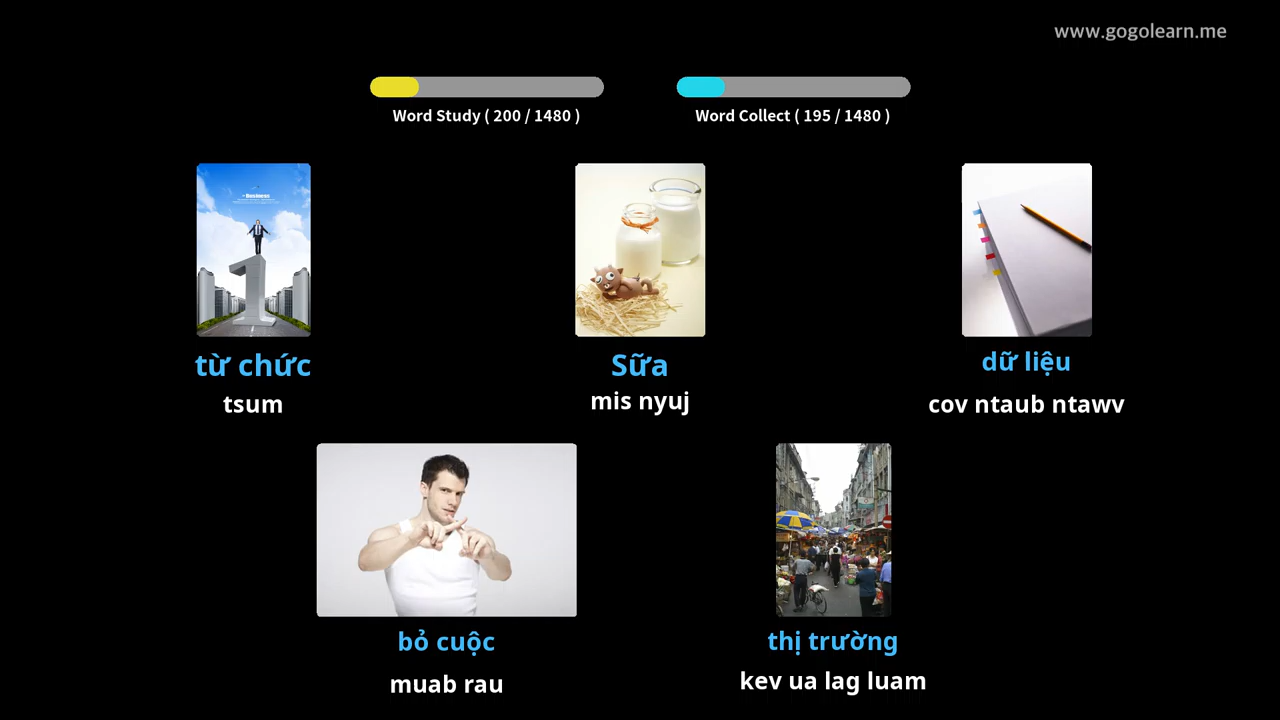 www.gogolearn.me
Word Study ( 200 / 1480 )
Word Collect ( 195 / 1480 )
từ chức
tsum
Sữa
mis nyuj
dữ liệu
cov ntaub ntawv
bỏ cuộc
muab rau
thị trường
kev ua lag luam